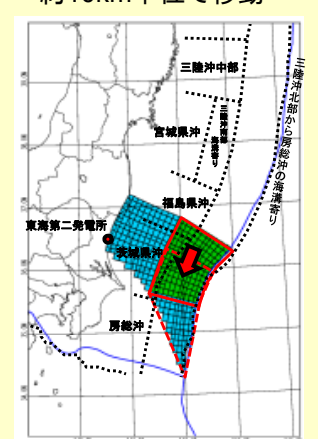 約10km単位で移動
三陸沖中部
三陸沖北部から房総沖の海溝寄り
三陸沖南部
海溝寄り
宮城県沖
福島県沖
東海第二発電所
茨城県沖
房総沖